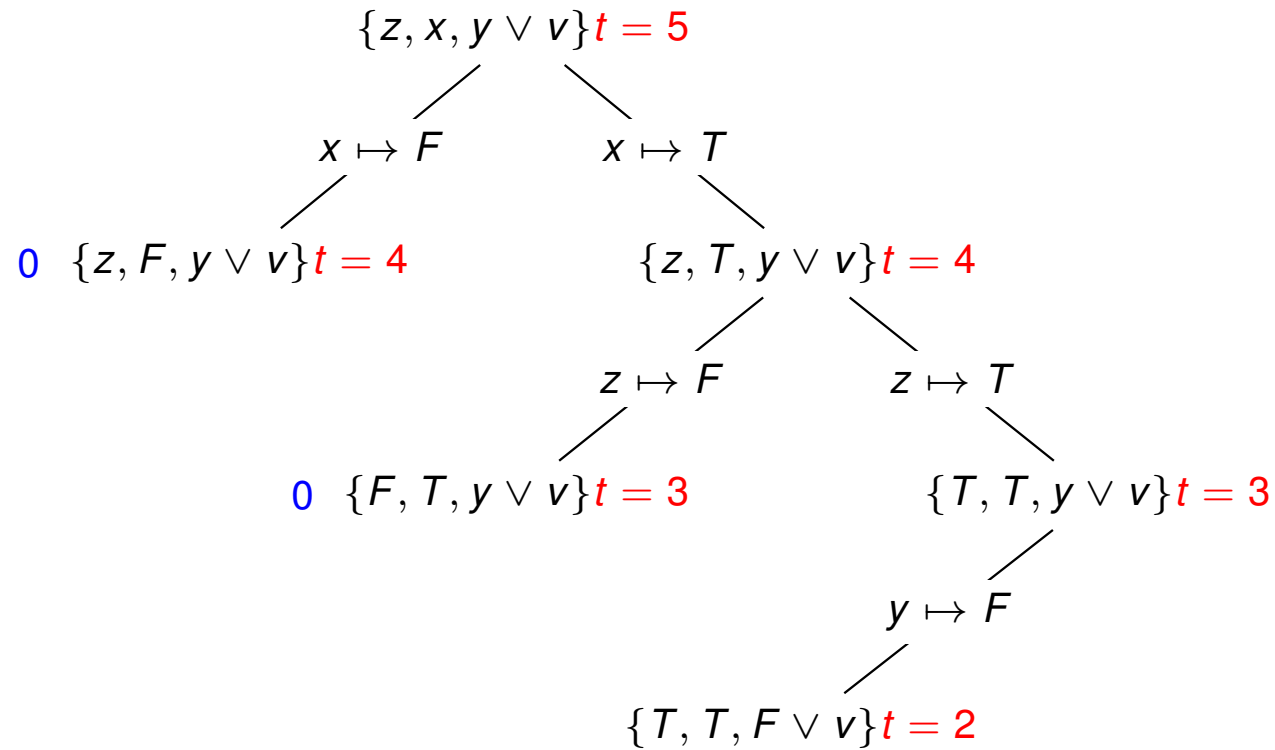 {z, x, y ∨ v}t = 5
x ↦ F x ↦ T
0 {z, F, y ∨ v}t = 4 {z, T, y ∨ v}t = 4
z ↦ F z ↦ T
0 {F, T, y ∨ v}t = 3 {T, T, y ∨ v}t = 3
y ↦ F
{T, T, F ∨ v}t = 2